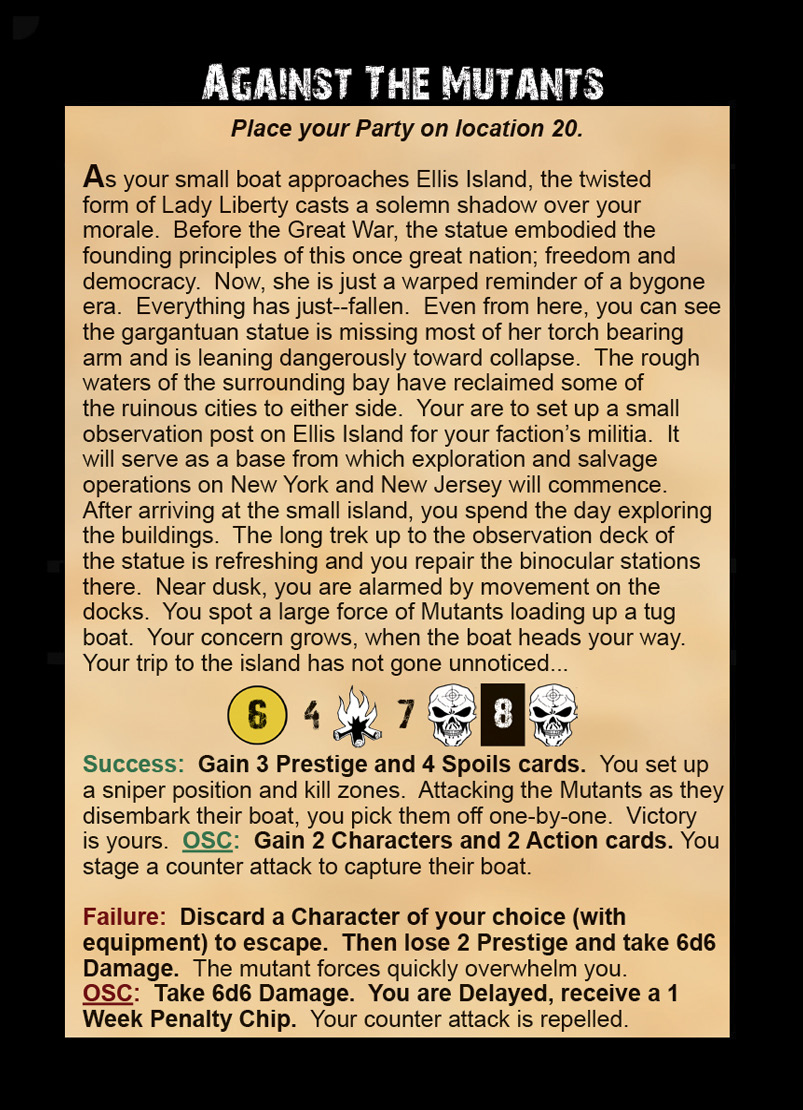 Against The Mutants
Place your Party on location 20.
As your small boat approaches Ellis Island, the twisted
form of Lady Liberty casts a solemn shadow over your
morale.  Before the Great War, the statue embodied the
founding principles of this once great nation; freedom and
democracy.  Now, she is just a warped reminder of a bygone
era.  Everything has just--fallen.  Even from here, you can see
the gargantuan statue is missing most of her torch bearing
arm and is leaning dangerously toward collapse.  The rough
waters of the surrounding bay have reclaimed some of
the ruinous cities to either side.  Your are to set up a small
observation post on Ellis Island for your faction’s militia.  It
will serve as a base from which exploration and salvage
operations on New York and New Jersey will commence.
After arriving at the small island, you spend the day exploring
the buildings.  The long trek up to the observation deck of
the statue is refreshing and you repair the binocular stations
there.  Near dusk, you are alarmed by movement on the
docks.  You spot a large force of Mutants loading up a tug
boat.  Your concern grows, when the boat heads your way.
Your trip to the island has not gone unnoticed...
6 4 7 8
Success:  Gain 3 Prestige and 4 Spoils cards.  You set up
a sniper position and kill zones.  Attacking the Mutants as they
disembark their boat, you pick them off one-by-one.  Victory
is yours.  OSC:  Gain 2 Characters and 2 Action cards. You
stage a counter attack to capture their boat.
Failure:  Discard a Character of your choice (with
equipment) to escape.  Then lose 2 Prestige and take 6d6
Damage.  The mutant forces quickly overwhelm you.
OSC:  Take 6d6 Damage.  You are Delayed, receive a 1
Week Penalty Chip.  Your counter attack is repelled.